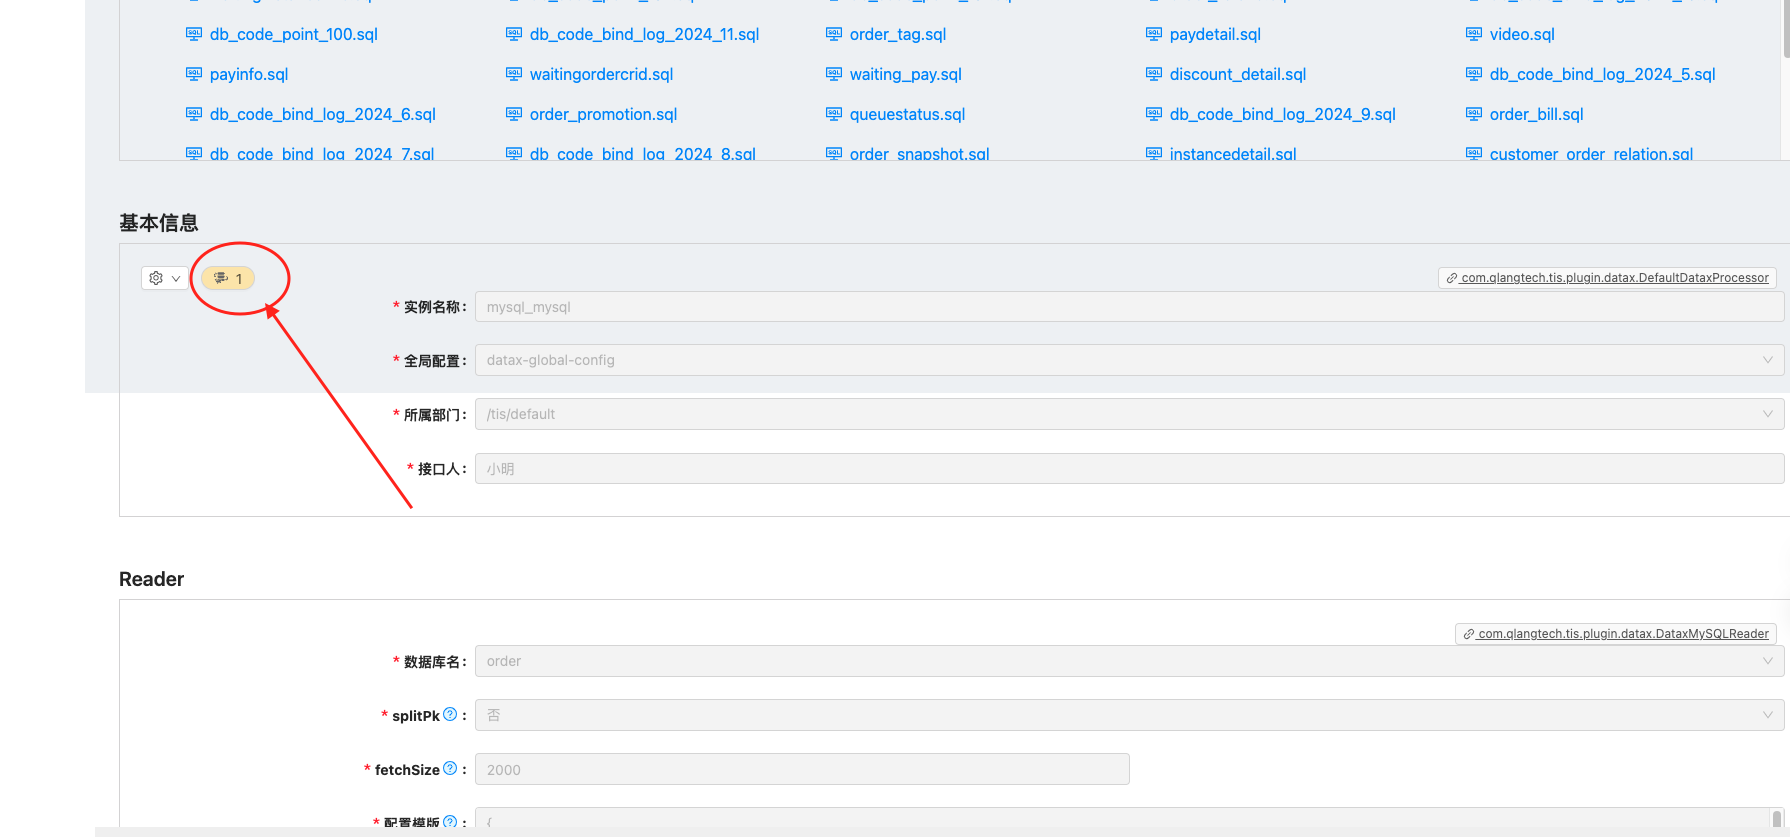 db_code_point_100.sql db_code_bind_log_2024_11.sql order_tag.sql paydetail.sql video.sql
payinfo.sql waitingordercrid.sql waiting_pay.sql discount_detail.sql db_code_bind_log_2024_5.sql
db_code_bind_log_2024_6.sql order_promotion.sql queuestatus.sql db_code_bind_log_2024_9.sql order_bill.sql
db_code_bind_log_2024_7.sql db_code_bind_log_2024_8.sql order_snapshot.sql instancedetail.sql customer_order_relation.sql
基本信息
1
com.qlangtech.tis.plugin.datax.DefaultDataxProcessor
* 实例名称: mysql_mysql
* 全局配置: datax-global-config
* 所属部门: /tis/default
* 接口人: 小明
Reader
com.qlangtech.tis.plugin.datax.DataxMySQLReader
* 数据库名: order
* splitPk : 否
* fetchSize : 2000
* 配置模版 : {